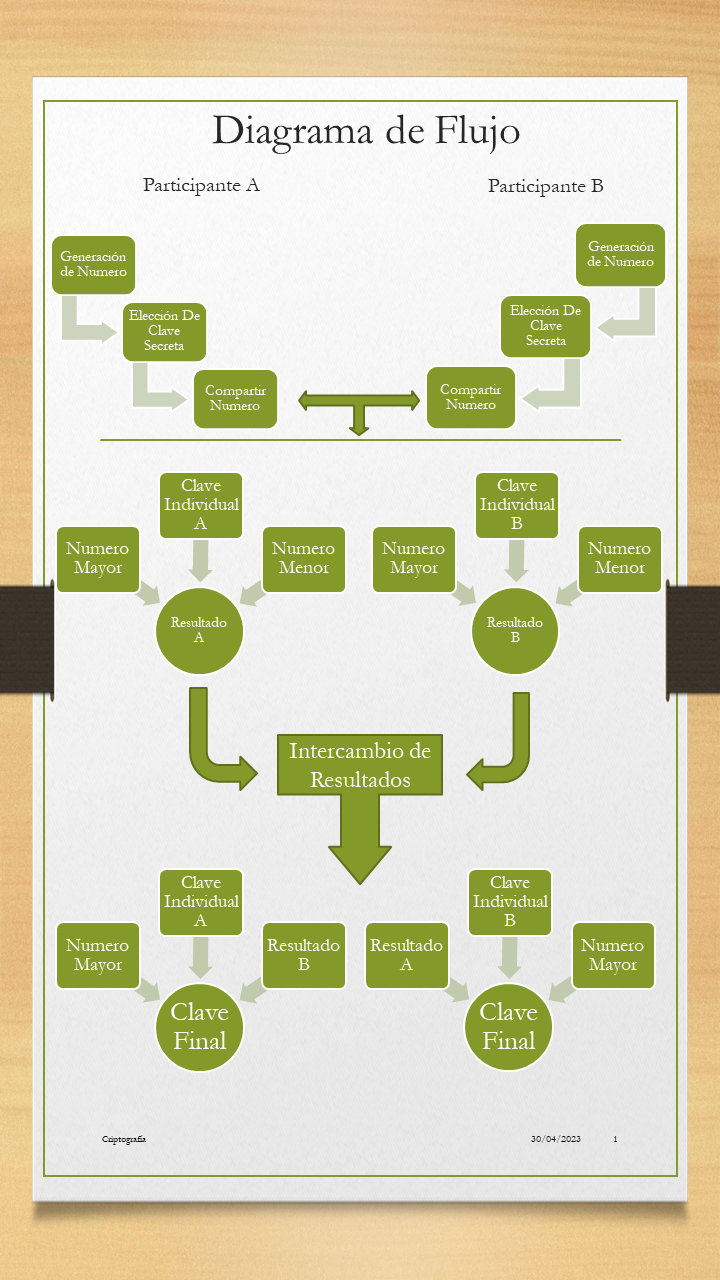 Diagrama de Flujo
Participante A
Participante B
Generación
de Numero
Elección De
Clave
Secreta
Compartir
Numero
Generación
de Numero
Elección De
Clave
Secreta
Compartir
Numero
Clave
Individual
A
Numero
Mayor
Numero
Menor
Resultado
A
Clave
Individual
B
Numero
Mayor
Numero
Menor
Resultado
B
Intercambio de
Resultados
Clave
Individual
A
Numero
Mayor
Resultado
B
Clave
Final
Clave
Individual
B
Resultado
A
Numero
Mayor
Clave
Final
Criptografía
30/04/2023
1